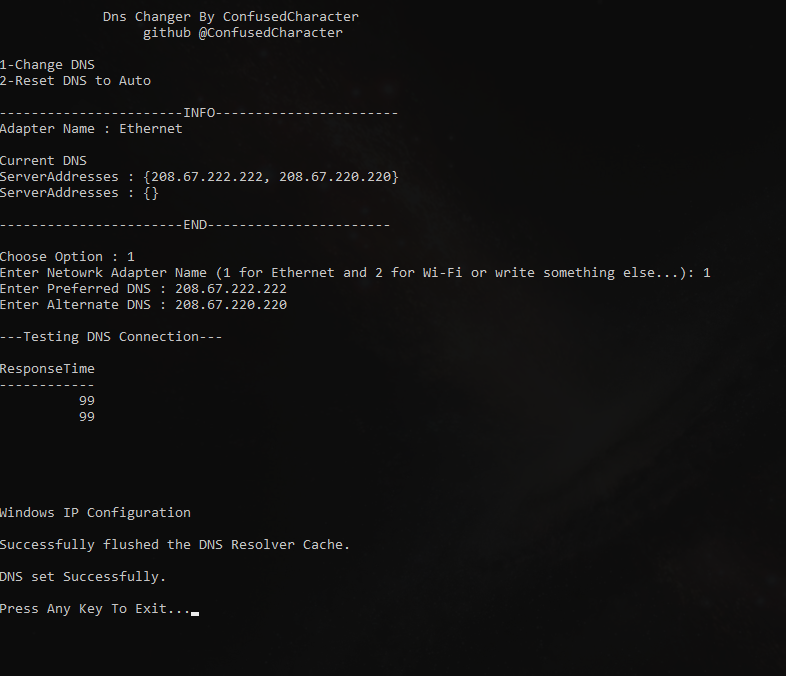 Dns Changer By ConfusedCharacter
github @ConfusedCharacter
1-Change DNS
2-Reset DNS to Auto
-----------------------INFO-----------------------
Adapter Name : Ethernet
Current DNS
ServerAddresses : {208.67.222.222, 208.67.220.220}
ServerAddresses : {}
-----------------------END-----------------------
Choose Option : 1
Enter Netowrk Adapter Name (1 for Ethernet and 2 for Wi-Fi or write something else...): 1
Enter Preferred DNS : 208.67.222.222
Enter Alternate DNS : 208.67.220.220
---Testing DNS Connection---
ResponseTime
------------
99
99
Windows IP Configuration
Successfully flushed the DNS Resolver Cache.
DNS set Successfully.
Press Any Key To Exit...